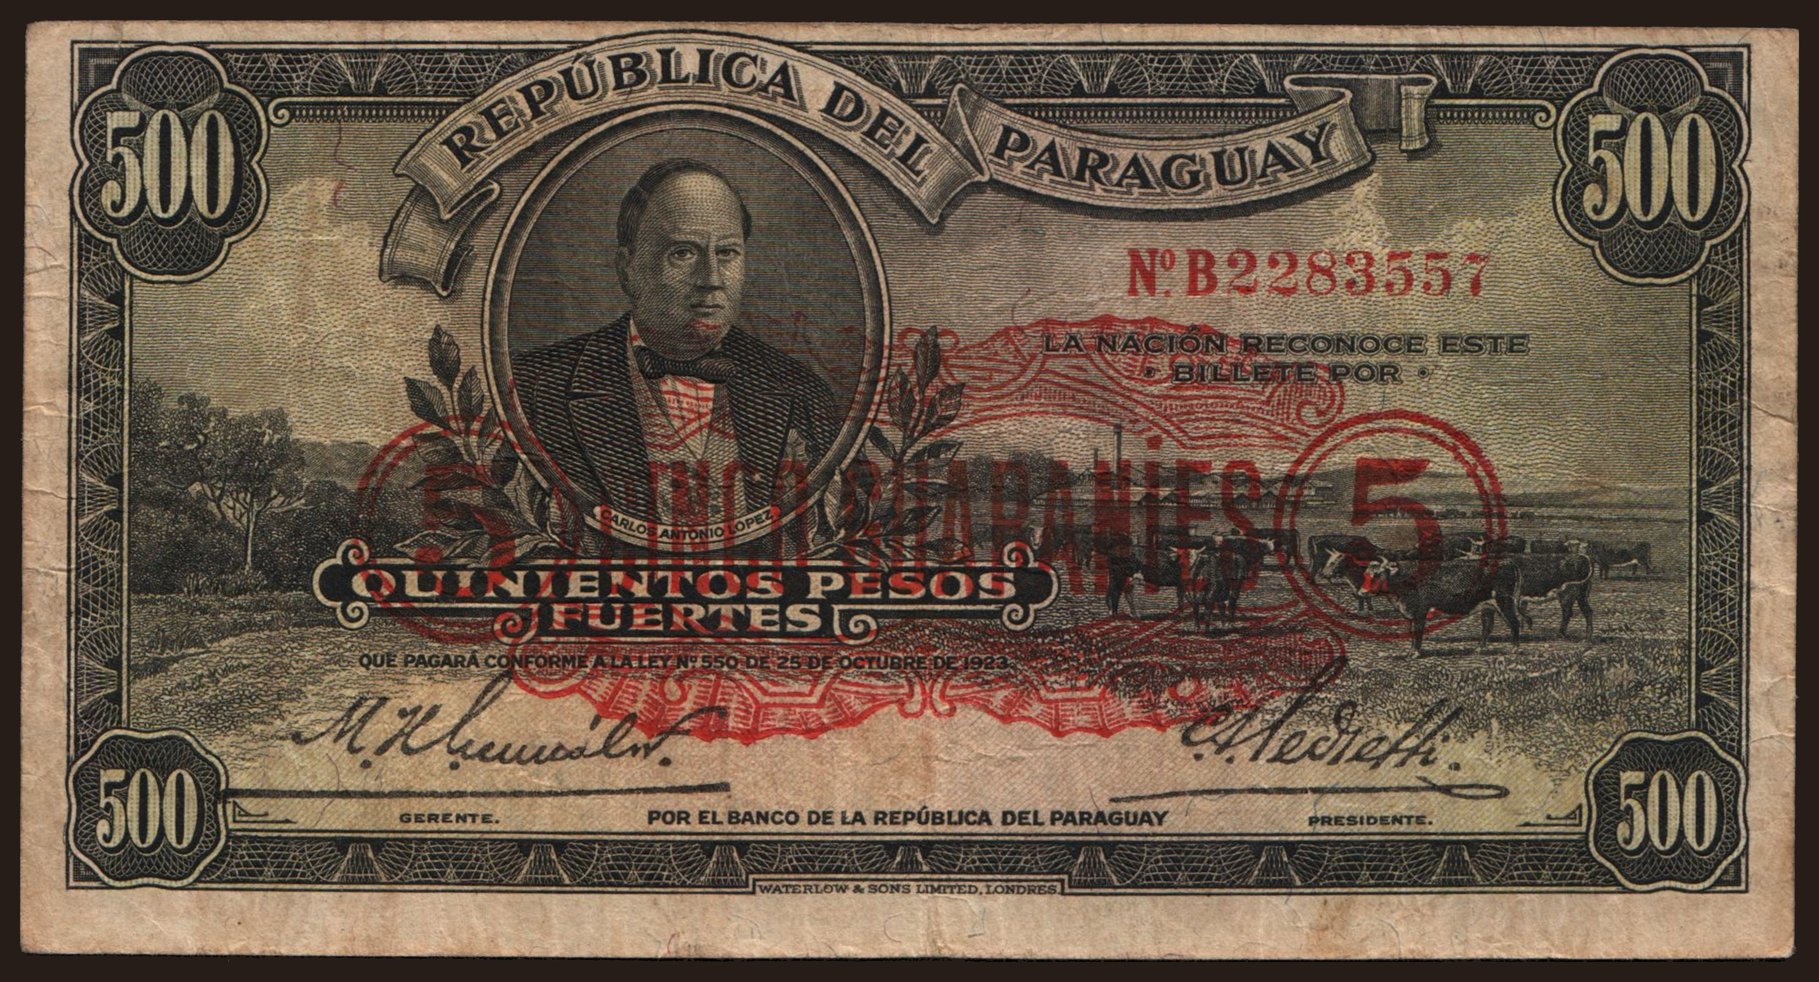 REPÚBLICA DEL PARAGUAY
500
500
Nº. B2283557
LA NACIÓN RECONOCE ESTE
• BILLETE POR •
5 CINCO GUARANÍES 5
CARLOS ANTONIO LOPEZ
QUINIENTOS PESOS
FUERTES
QUE PAGARÁ CONFORME A LA LEY Nº 550 DE 25 DE OCTUBRE DE 1923.
500
GERENTE.
POR EL BANCO DE LA REPÚBLICA DEL PARAGUAY
PRESIDENTE.
500
WATERLOW & SONS LIMITED, LONDRES